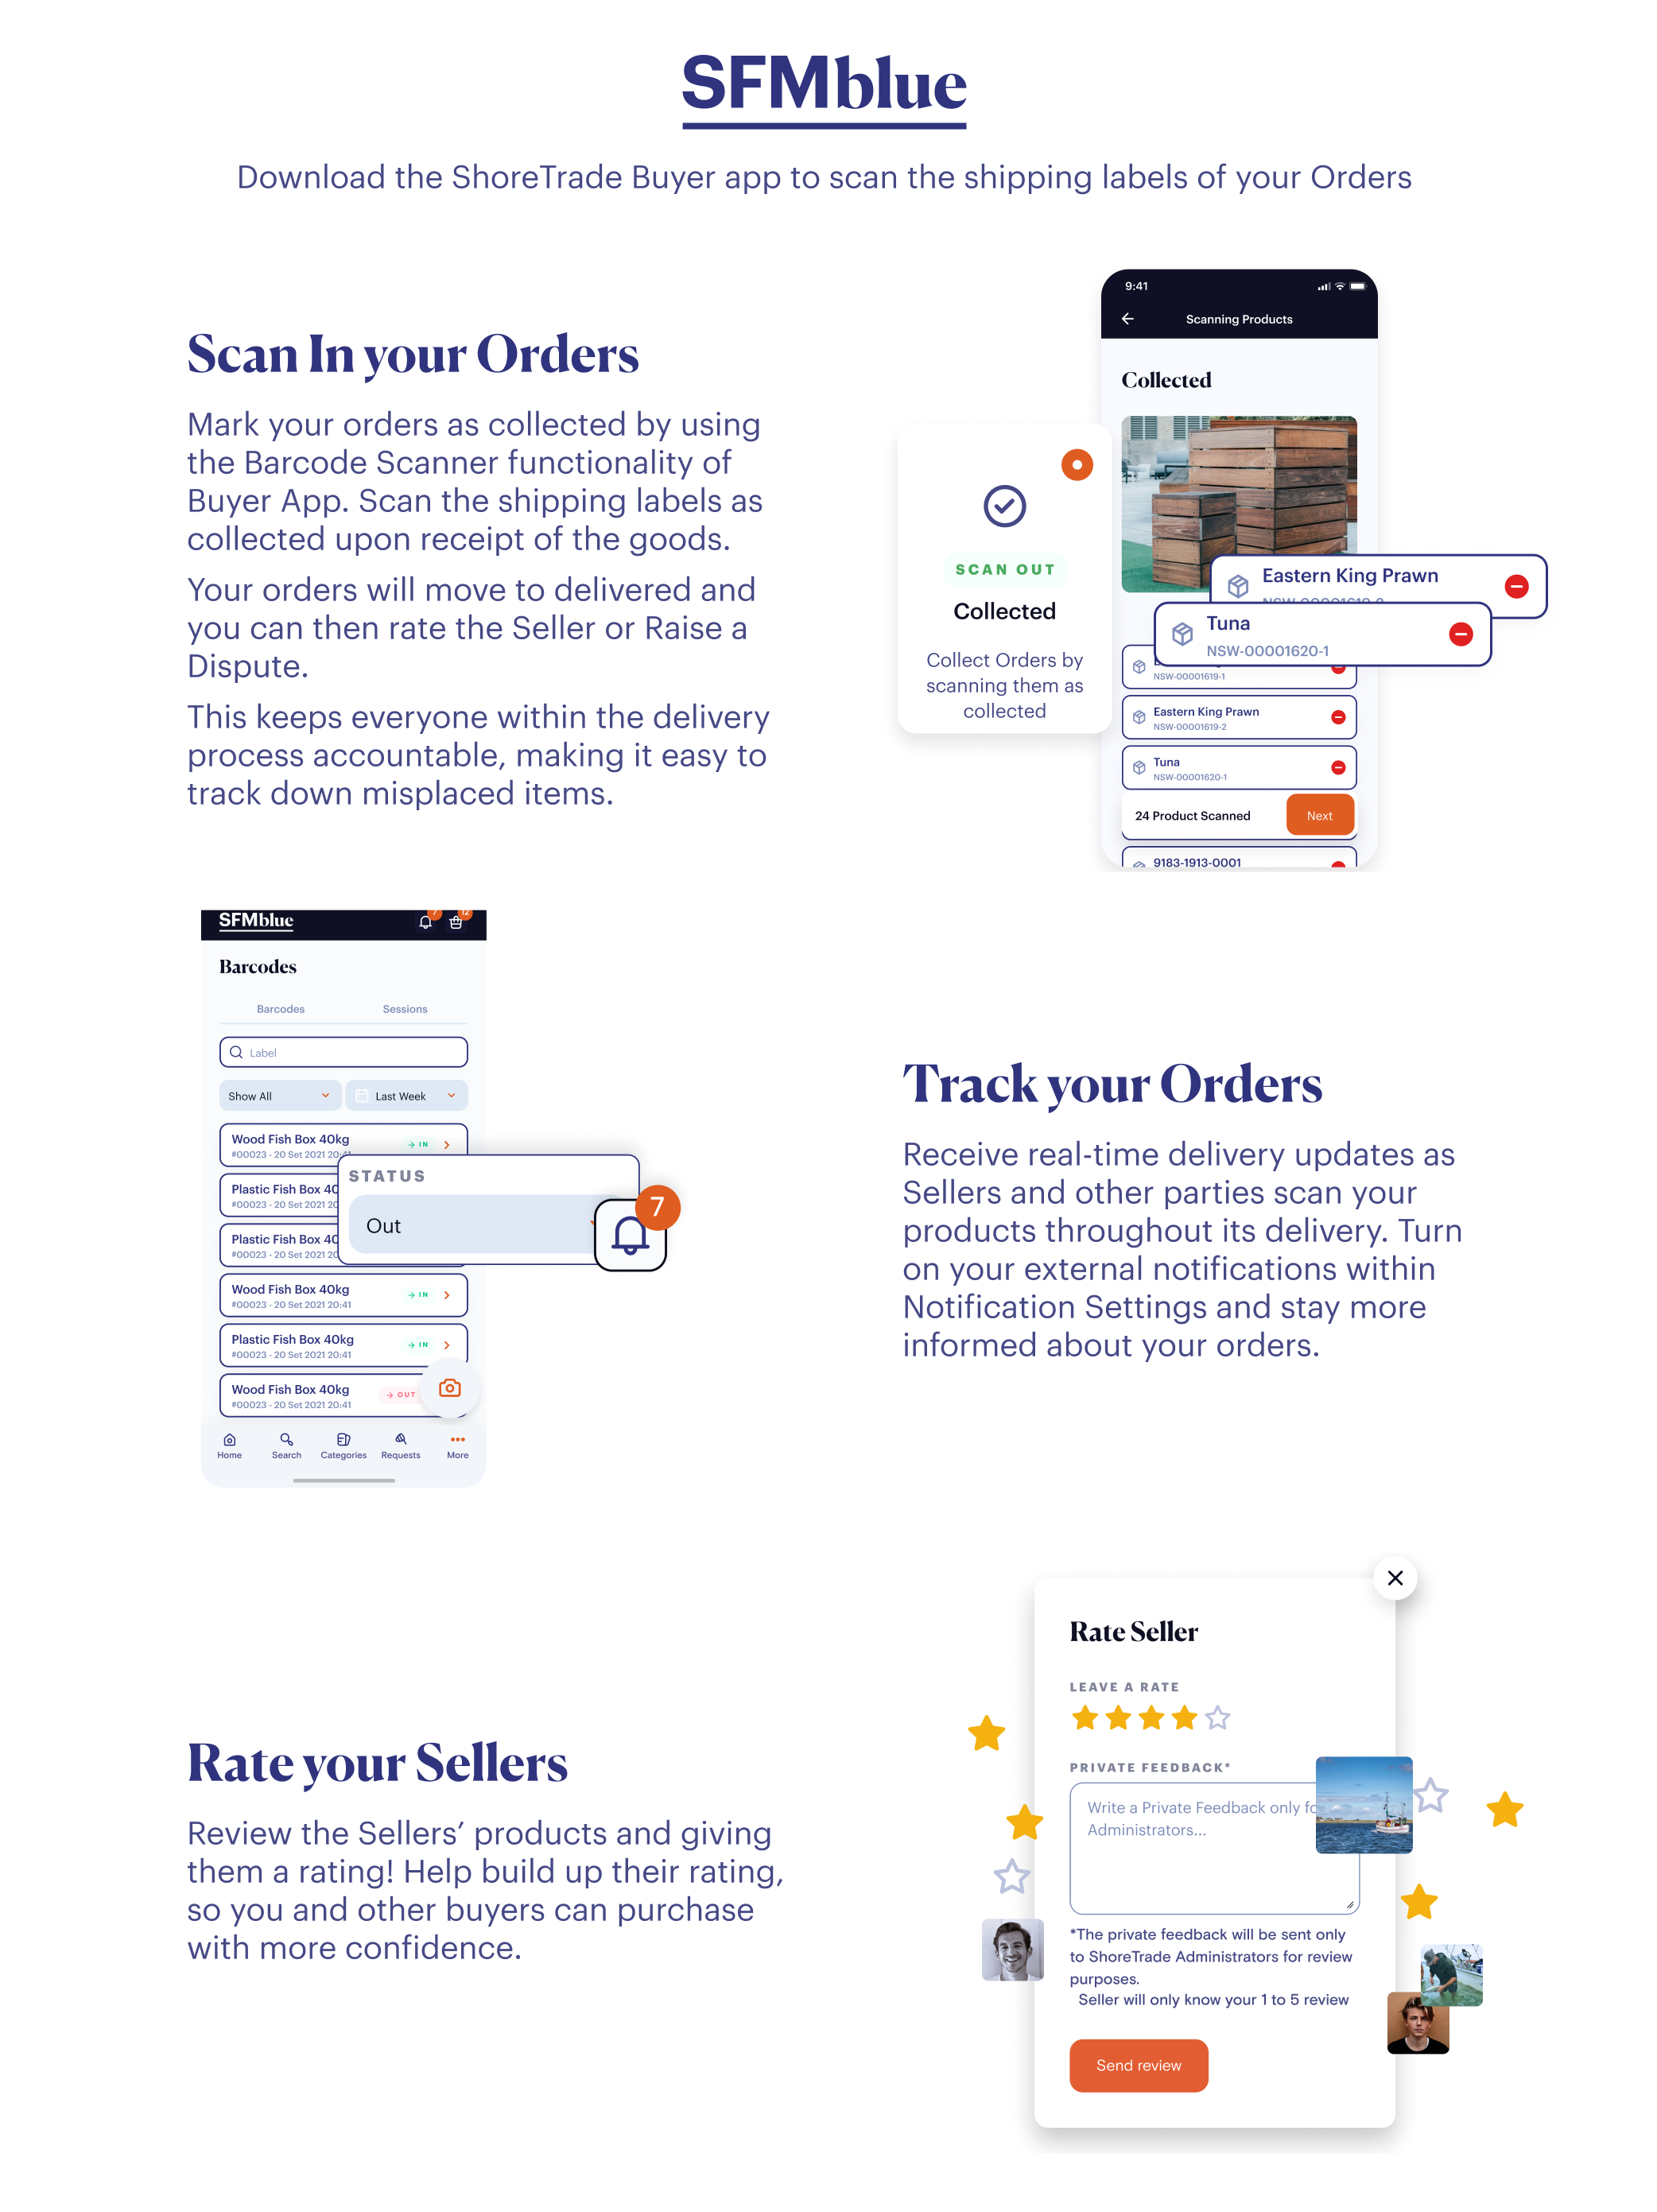 SFMblue
Download the ShoreTrade Buyer app to scan the shipping labels of your Orders
Scan In your Orders
Mark your orders as collected by using
the Barcode Scanner functionality of
Buyer App. Scan the shipping labels as
collected upon receipt of the goods.
Your orders will move to delivered and
you can then rate the Seller or Raise a
Dispute.
This keeps everyone within the delivery
process accountable, making it easy to
track down misplaced items.
9:41
Scanning Products
Collected
SCAN OUT
Collected
Collect Orders by
scanning them as
collected
Eastern King Prawn
Tuna
NSW-00001620-1
NSW-00001619-1
Eastern King Prawn
NSW-00001619-2
Tuna
NSW-00001620-1
24 Product Scanned
Next
9183-1913-0001
SFMblue
7
12
Barcodes
Barcodes
Sessions
Label
Show All
Last Week
Wood Fish Box 40kg
IN
#00023 - 20 Set 2021 20:41
Plastic Fish Box 40
#00023 - 20 Set 2021 20
Plastic Fish Box 40
#00023 - 20 Set 2021 20
STATUS
Out
7
Wood Fish Box 40kg
IN
#00023 - 20 Set 2021 20:41
Plastic Fish Box 40kg
IN
#00023 - 20 Set 2021 20:41
Wood Fish Box 40kg
OUT
#00023 - 20 Set 2021 20:41
Home
Search
Categories
Requests
More
Track your Orders
Receive real-time delivery updates as
Sellers and other parties scan your
products throughout its delivery. Turn
on your external notifications within
Notification Settings and stay more
informed about your orders.
Rate your Sellers
Review the Sellers’ products and giving
them a rating! Help build up their rating,
so you and other buyers can purchase
with more confidence.
Rate Seller
LEAVE A RATE
PRIVATE FEEDBACK*
Write a Private Feedback only fo
Administrators...
*The private feedback will be sent only
to ShoreTrade Administrators for review
purposes.
Seller will only know your 1 to 5 review
Send review